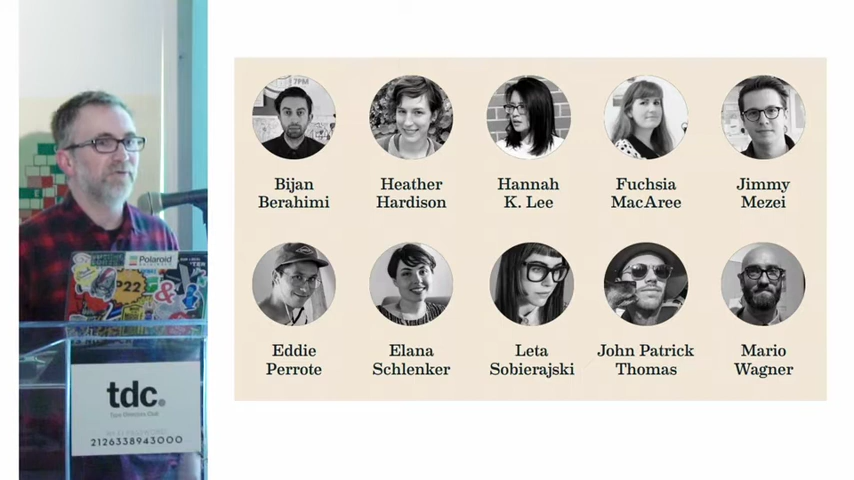 7PM
Bijan
Berahimi
Heather
Hardison
Hannah
K. Lee
Fuchsia
MacAree
Jimmy
Mezei
Eddie
Perrote
Elana
Schlenker
Leta
Sobierajski
John Patrick
Thomas
Mario
Wagner
Polaroid
P22
&
tdc.
Type Directors Club
2126338943000